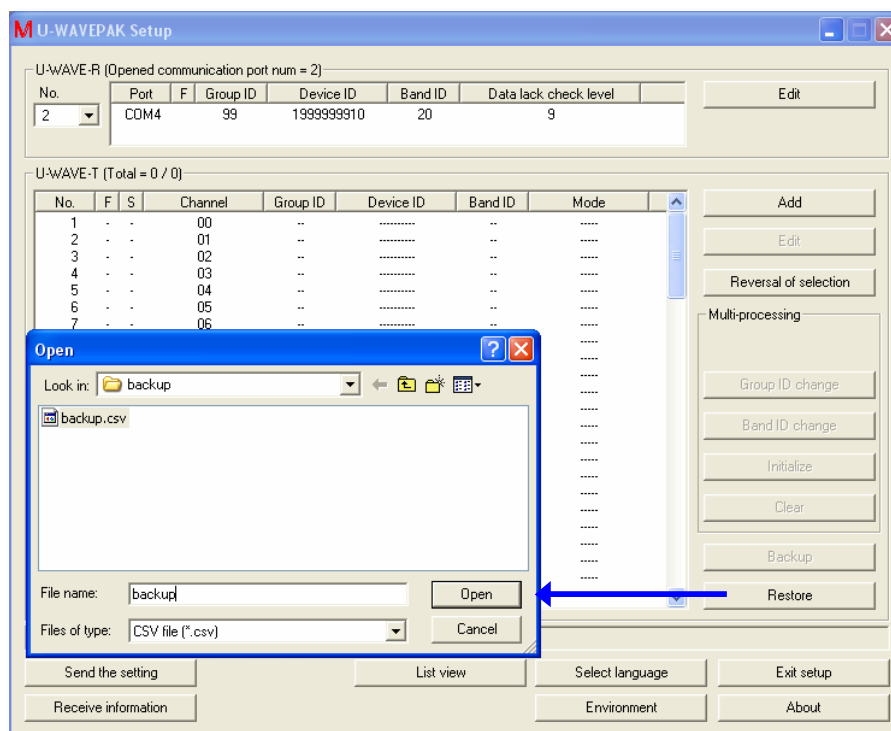 M U-WAVEPAK Setup
U-WAVE-R (Opened communication port num = 2)
No. Port F Group ID Device ID Band ID Data lack check level Edit
2 COM4 99 1999999910 20 9
U-WAVE-T (Total = 0 / 0)
No. F S Channel Group ID Device ID Band ID Mode Add
1 - - 00 -- ---------- -- -----
2 - - 01 -- ---------- -- ----- Edit
3 - - 02 -- ---------- -- -----
4 - - 03 -- ---------- -- -----
5 - - 04 -- ---------- -- ----- Reversal of selection
6 - - 05 -- ---------- -- -----
7 - - 06 -- ---------- -- ----- Multi-processing
Open ? -----
Look in: backup ----- Group ID change
backup.csv ----- Band ID change
----- Initialize
----- Clear
----- Backup
File name: backup Open Restore
Files of type: CSV file (*.csv) Cancel
Send the setting List view Select language Exit setup
Receive information Environment About